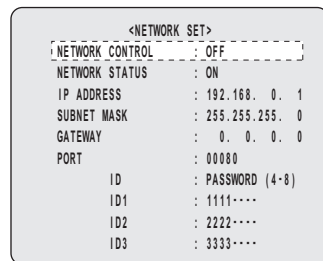 <NETWORK SET>
NETWORK CONTROL : OFF
NETWORK STATUS : ON
IP ADDRESS : 192.168. 0. 1
SUBNET MASK : 255.255.255. 0
GATEWAY : 0. 0. 0. 0
PORT : 00080
ID : PASSWORD (4-8)
ID1 : 1111----
ID2 : 2222----
ID3 : 3333----